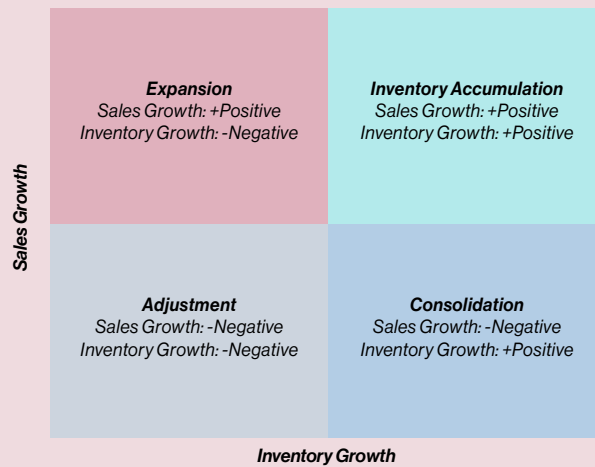 Expansion
Sales Growth: +Positive
Inventory Growth: -Negative
Inventory Accumulation
Sales Growth: +Positive
Inventory Growth: +Positive
Sales Growth
Adjustment
Sales Growth: -Negative
Inventory Growth: -Negative
Consolidation
Sales Growth: -Negative
Inventory Growth: +Positive
Inventory Growth